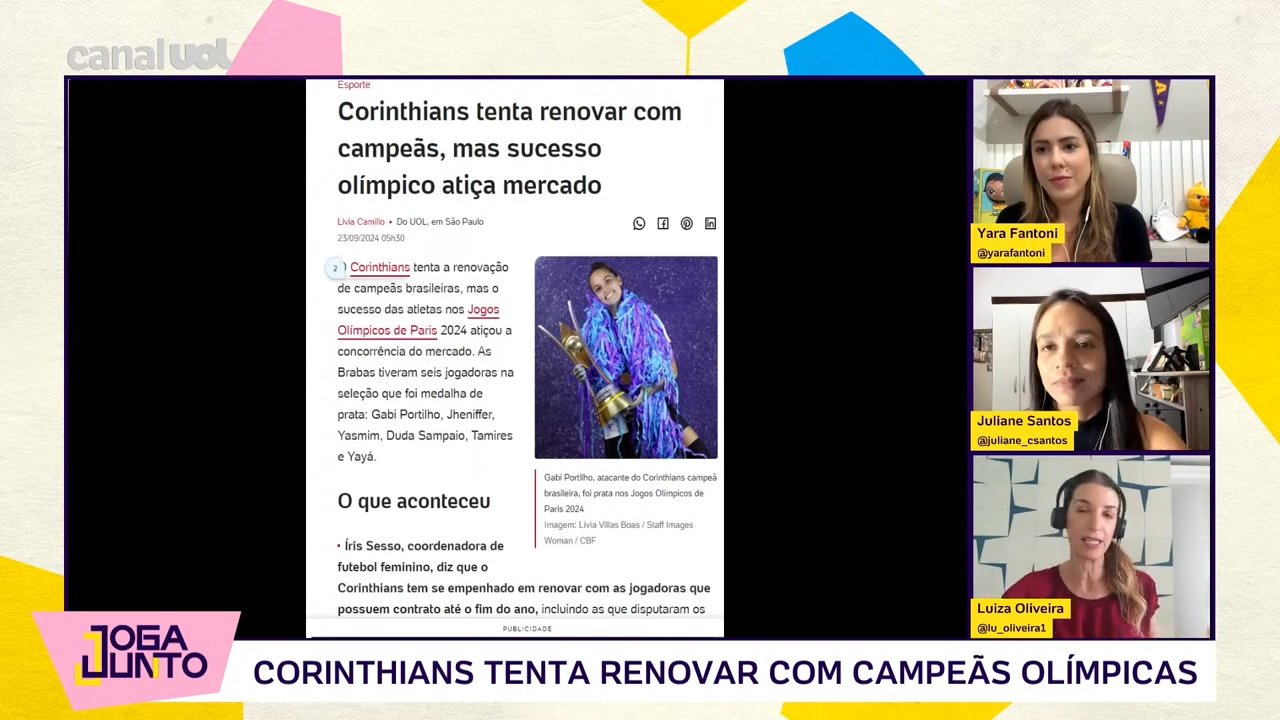 canal uol
Esporte
Corinthians tenta renovar com
campeãs, mas sucesso
olímpico atiça mercado
Livia Camillo • Do UOL, em São Paulo
23/09/2024 05h30
2
Corinthians tenta a renovação
de campeãs brasileiras, mas o
sucesso das atletas nos Jogos
Olímpicos de Paris 2024 atiçou a
concorrência do mercado. As
Brabas tiveram seis jogadoras na
seleção que foi medalha de
prata: Gabi Portilho, Jheniffer,
Yasmim, Duda Sampaio, Tamires
e Yayá.
Gabi Portilho, atacante do Corinthians campeã
brasileira, foi prata nos Jogos Olímpicos de
Paris 2024
Imagem: Lívia Villas Boas / Staff Images
Woman / CBF
O que aconteceu
• Íris Sesso, coordenadora de
futebol feminino, diz que o
Corinthians tem se empenhado em renovar com as jogadoras que
possuem contrato até o fim do ano, incluindo as que disputaram os
PUBLICIDADE
Yara Fantoni
@yarafantoni
Juliane Santos
@juliane_csantos
Luiza Oliveira
@lu_oliveira1
JOGA
JUNTO
CORINTHIANS TENTA RENOVAR COM CAMPEÃS OLÍMPICAS